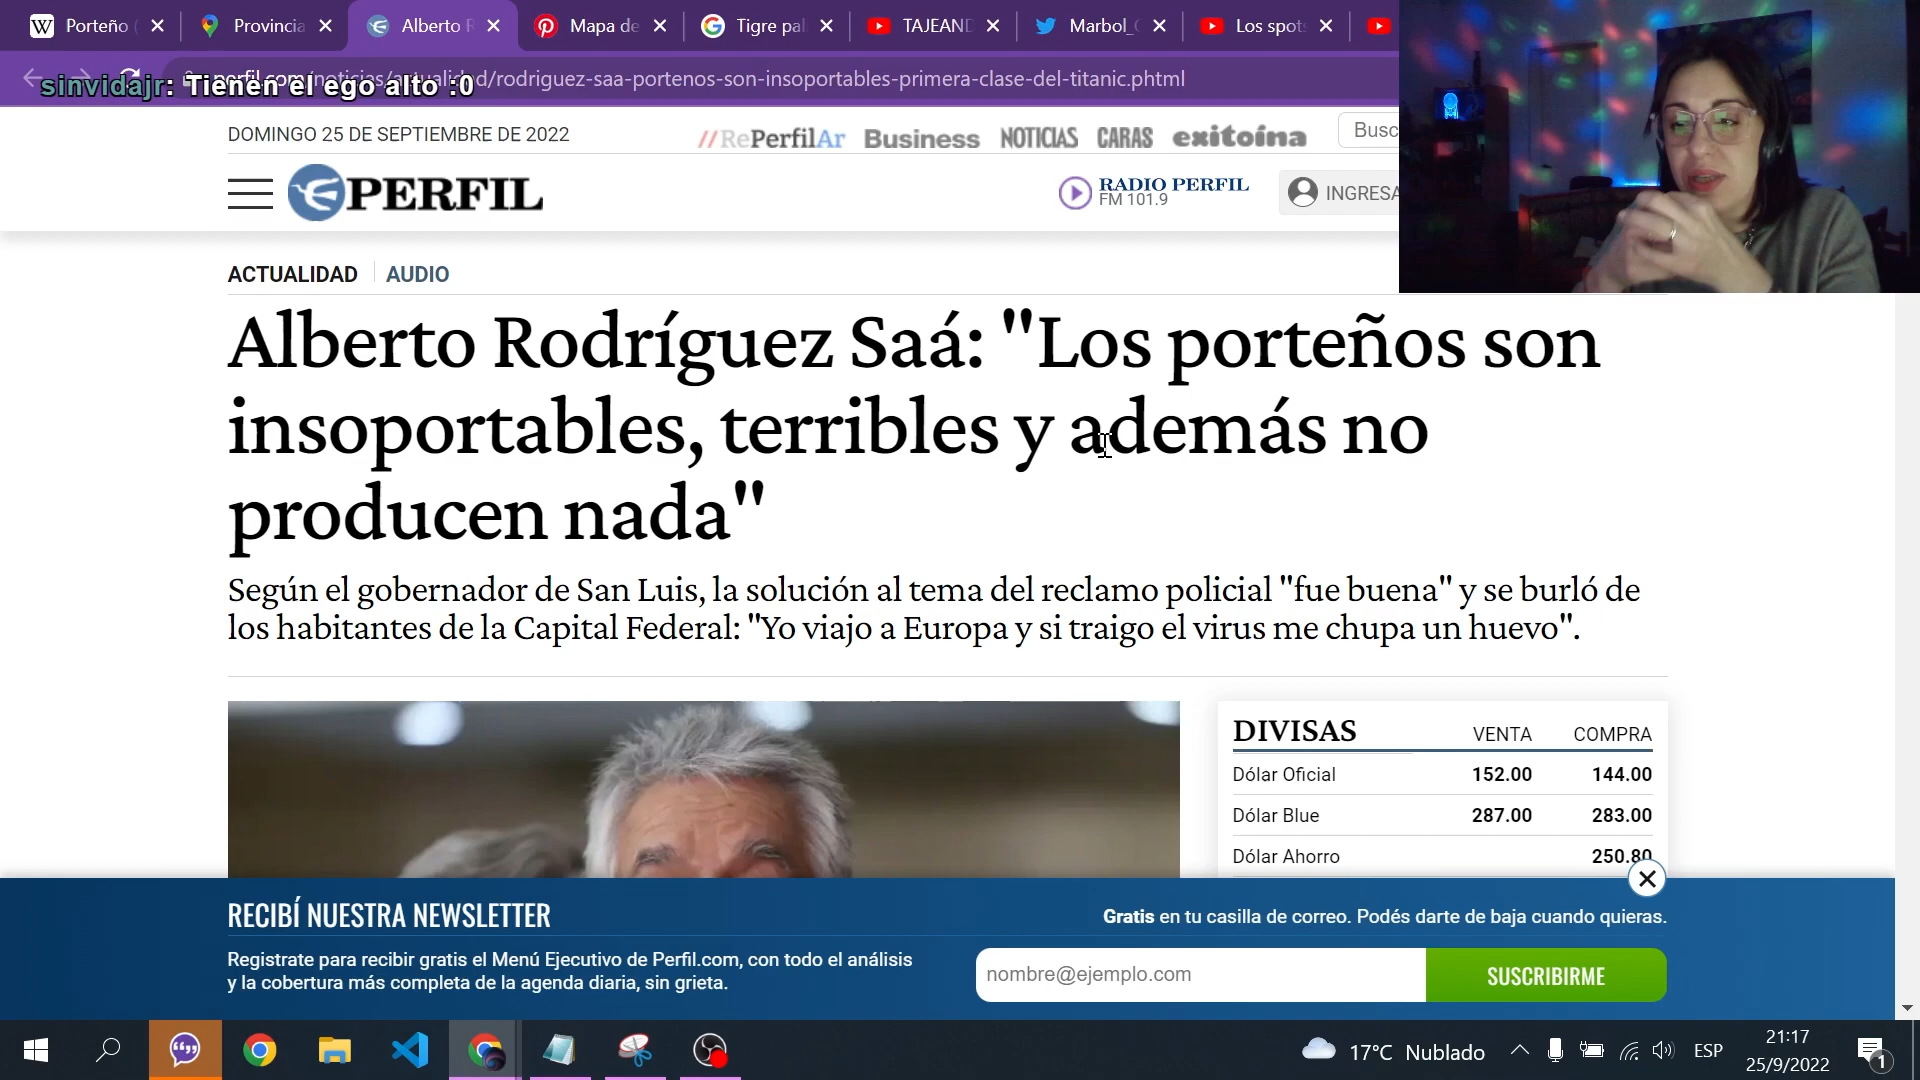 Porteño (
Provincia
Alberto R
Mapa de
Tigre pal
TAJEAND
Marbol_
Los spots
perfil.com/noticias/actualidad/rodriguez-saa-portenos-son-insoportables-primera-clase-del-titanic.phtml
sinvidajr: Tienen el ego alto :0
DOMINGO 25 DE SEPTIEMBRE DE 2022
//RePerfilAr Business NOTICIAS CARAS exitoína
Busc
PERFIL
RADIO PERFIL
FM 101.9
INGRESA
ACTUALIDAD AUDIO
Alberto Rodríguez Saá: "Los porteños son
insoportables, terribles y además no
producen nada"
Según el gobernador de San Luis, la solución al tema del reclamo policial "fue buena" y se burló de
los habitantes de la Capital Federal: "Yo viajo a Europa y si traigo el virus me chupa un huevo".
DIVISAS VENTA COMPRA
Dólar Oficial 152.00 144.00
Dólar Blue 287.00 283.00
Dólar Ahorro 250.80
RECIBÍ NUESTRA NEWSLETTER
Gratis en tu casilla de correo. Podés darte de baja cuando quieras.
Registrate para recibir gratis el Menú Ejecutivo de Perfil.com, con todo el análisis
y la cobertura más completa de la agenda diaria, sin grieta.
nombre@ejemplo.com
SUSCRIBIRME
17°C Nublado
ESP
21:17
25/9/2022
1